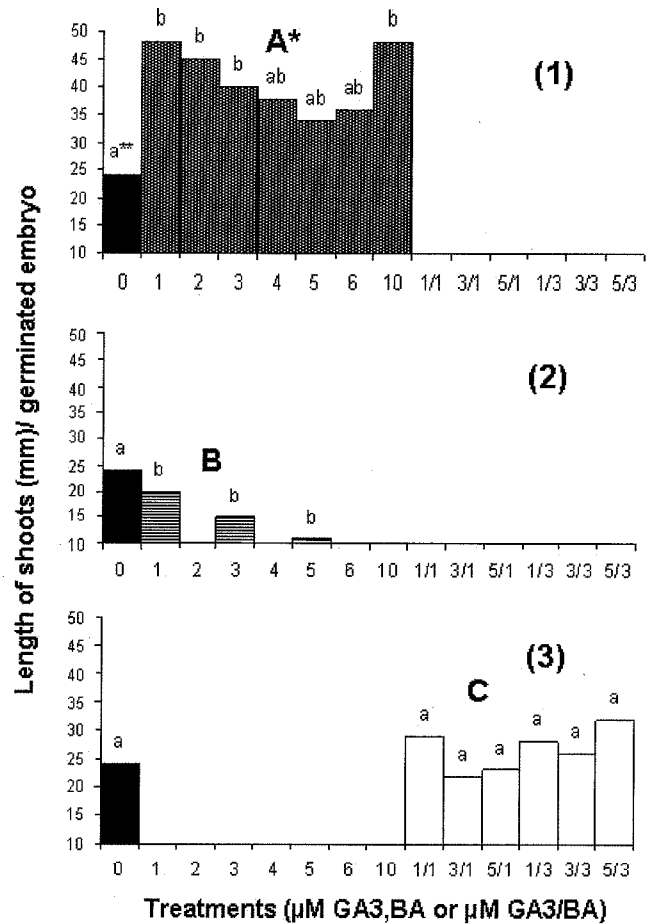 Length of shoots (mm)/ germinated embryo
50
45
40
35
30
25
20
15
10
a**
b
b
b
ab
ab
ab
b
A*
(1)
0 1 2 3 4 5 6 10 1/1 3/1 5/1 1/3 3/3 5/3
50
45
40
35
30
25
20
15
10
a
b
B
b
b
(2)
0 1 2 3 4 5 6 10 1/1 3/1 5/1 1/3 3/3 5/3
50
45
40
35
30
25
20
15
10
a
a
a
a
a
a
a
C
(3)
0 1 2 3 4 5 6 10 1/1 3/1 5/1 1/3 3/3 5/3
Treatments (µM GA3,BA or µM GA3/BA)